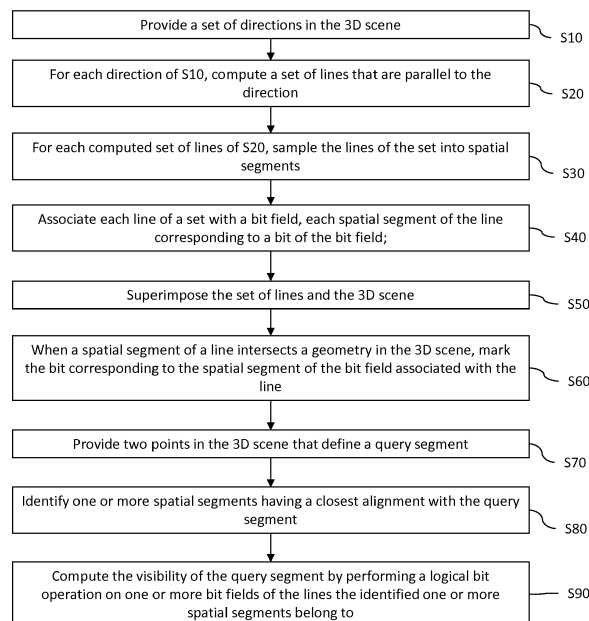 Provide a set of directions in the 3D scene
S10
For each direction of S10, compute a set of lines that are parallel to the
direction
S20
For each computed set of lines of S20, sample the lines of the set into spatial
segments
S30
Associate each line of a set with a bit field, each spatial segment of the line
corresponding to a bit of the bit field;
S40
Superimpose the set of lines and the 3D scene
S50
When a spatial segment of a line intersects a geometry in the 3D scene, mark
the bit corresponding to the spatial segment of the bit field associated with the
line
S60
Provide two points in the 3D scene that define a query segment
S70
Identify one or more spatial segments having a closest alignment with the query
segment
S80
Compute the visibility of the query segment by performing a logical bit
operation on one or more bit fields of the lines the identified one or more
spatial segments belong to
S90